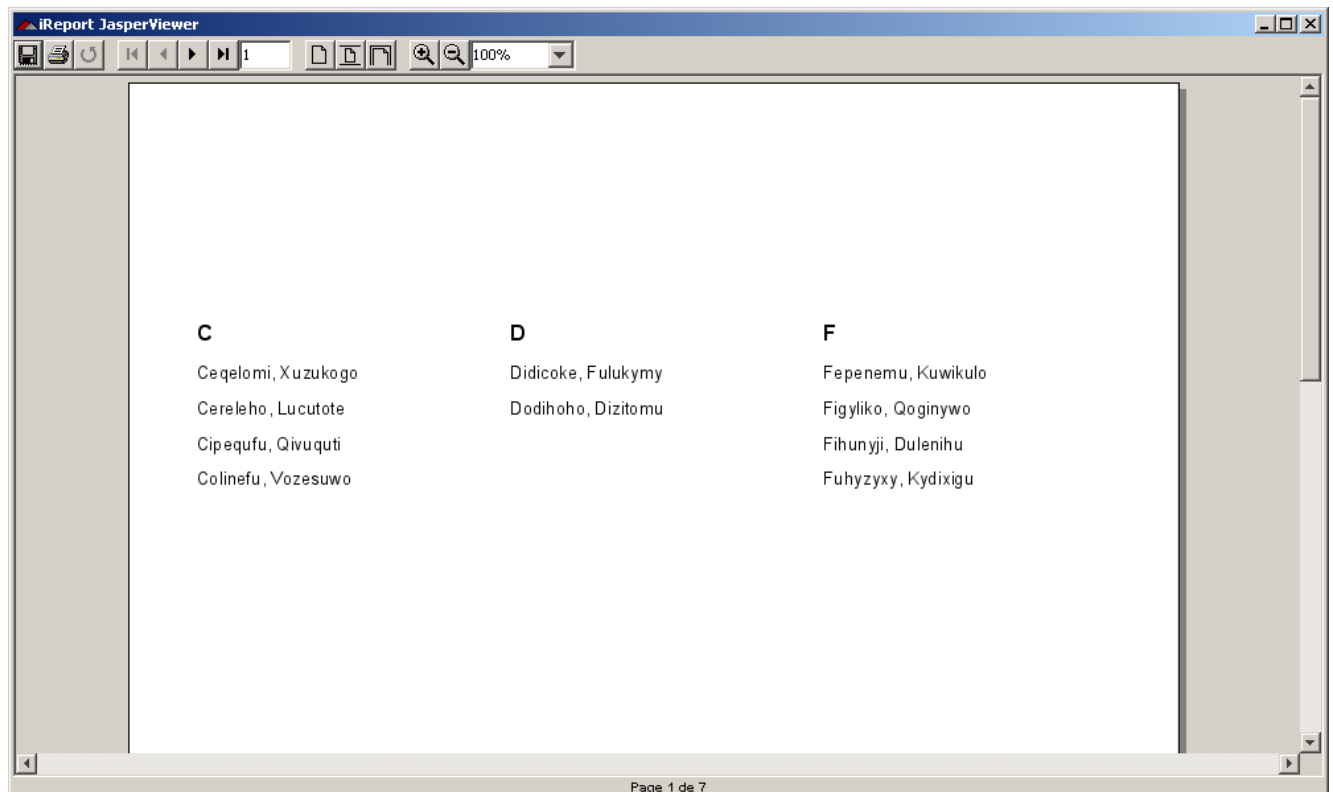 iReport JasperViewer
1
100%
C
Ceqelomi, Xuzukogo
Cereleho, Lucutote
Cipequfu, Qivuquti
Colinefu, Vozesuwo
D
Didicoke, Fulukymy
Dodihoho, Dizitomu
F
Fepenemu, Kuwikulo
Figyliko, Qoginywo
Fihunyji, Dulenihu
Fuhyzyxy, Kydixigu
Page 1 de 7